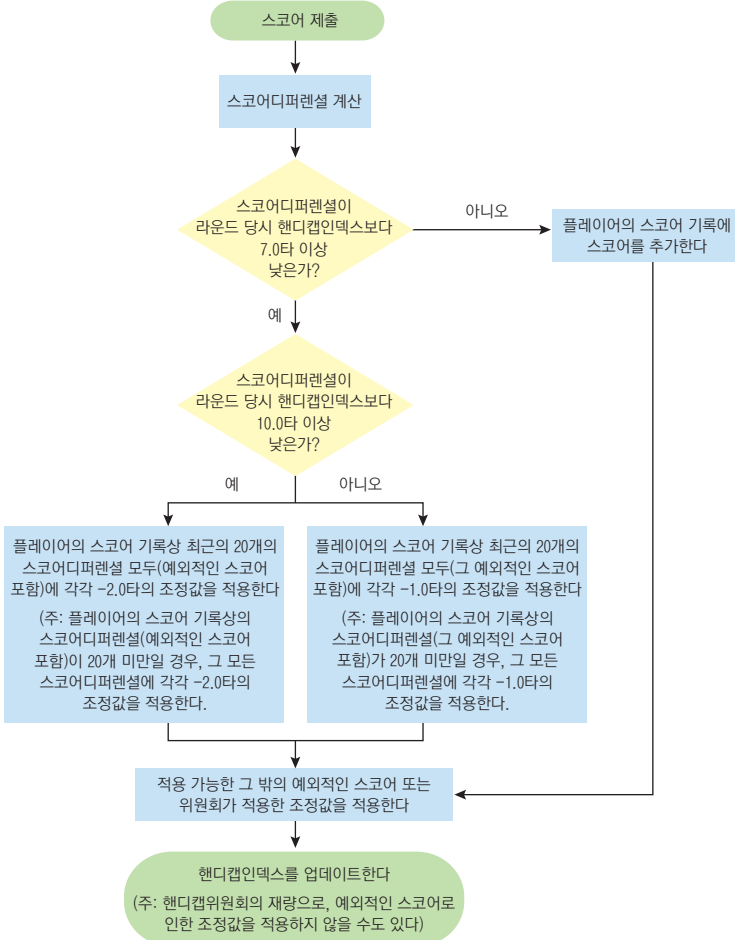 스코어 제출
스코어디퍼렌셜 계산
스코어디퍼렌셜이
라운드 당시 핸디캡인덱스보다
7.0타 이상
낮은가?
아니오
플레이어의 스코어 기록에
스코어를 추가한다
예
스코어디퍼렌셜이
라운드 당시 핸디캡인덱스보다
10.0타 이상
낮은가?
예
아니오
플레이어의 스코어 기록상 최근의 20개의
스코어디퍼렌셜 모두(예외적인 스코어
포함)에 각각 -2.0타의 조정값을 적용한다
(주: 플레이어의 스코어 기록상의
스코어디퍼렌셜(예외적인 스코어
포함)이 20개 미만일 경우, 그 모든
스코어디퍼렌셜에 각각 -2.0타의
조정값을 적용한다.
플레이어의 스코어 기록상 최근의 20개의
스코어디퍼렌셜 모두(그 예외적인 스코어
포함)에 각각 -1.0타의 조정값을 적용한다
(주: 플레이어의 스코어 기록상의
스코어디퍼렌셜(그 예외적인 스코어
포함)가 20개 미만일 경우, 그 모든
스코어디퍼렌셜에 각각 -1.0타의
조정값을 적용한다.
적용 가능한 그 밖의 예외적인 스코어 또는
위원회가 적용한 조정값을 적용한다
핸디캡인덱스를 업데이트한다
(주: 핸디캡위원회의 재량으로, 예외적인 스코어로
인한 조정값을 적용하지 않을 수도 있다)